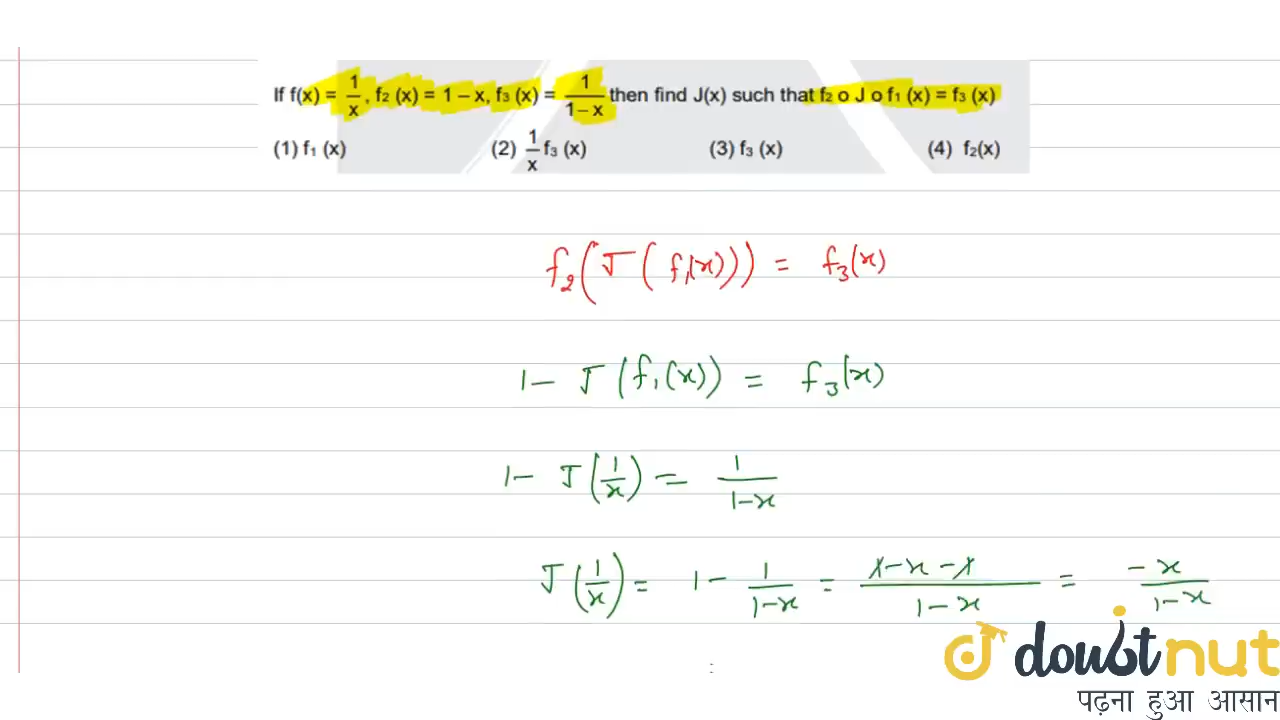 If f(x) = 1/x, f₂ (x) = 1 – x, f₃ (x) = 1/(1–x) then find J(x) such that f₂ o J o f₁ (x) = f₃ (x)
(1) f₁ (x) (2) 1/x f₃ (x) (3) f₃ (x) (4) f₂(x)
f₂(J(f₁(x))) = f₃(x)
1 – J(f₁(x)) = f₃(x)
1 – J(1/x) = 1/(1–x)
J(1/x) = 1 – 1/(1–x) = (1–x–1)/(1–x) = –x/(1–x)
doubtnut
पढ़ना हुआ आसान